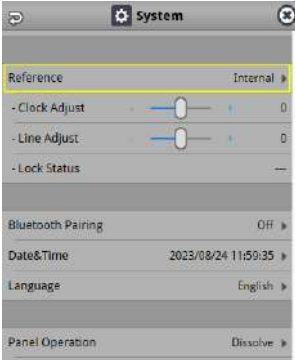 System
Reference Internal
- Clock Adjust - + 0
- Line Adjust - + 0
- Lock Status ---
Bluetooth Pairing Off
Date&Time 2023/08/24 11:59:35
Language English
Panel Operation Dissolve